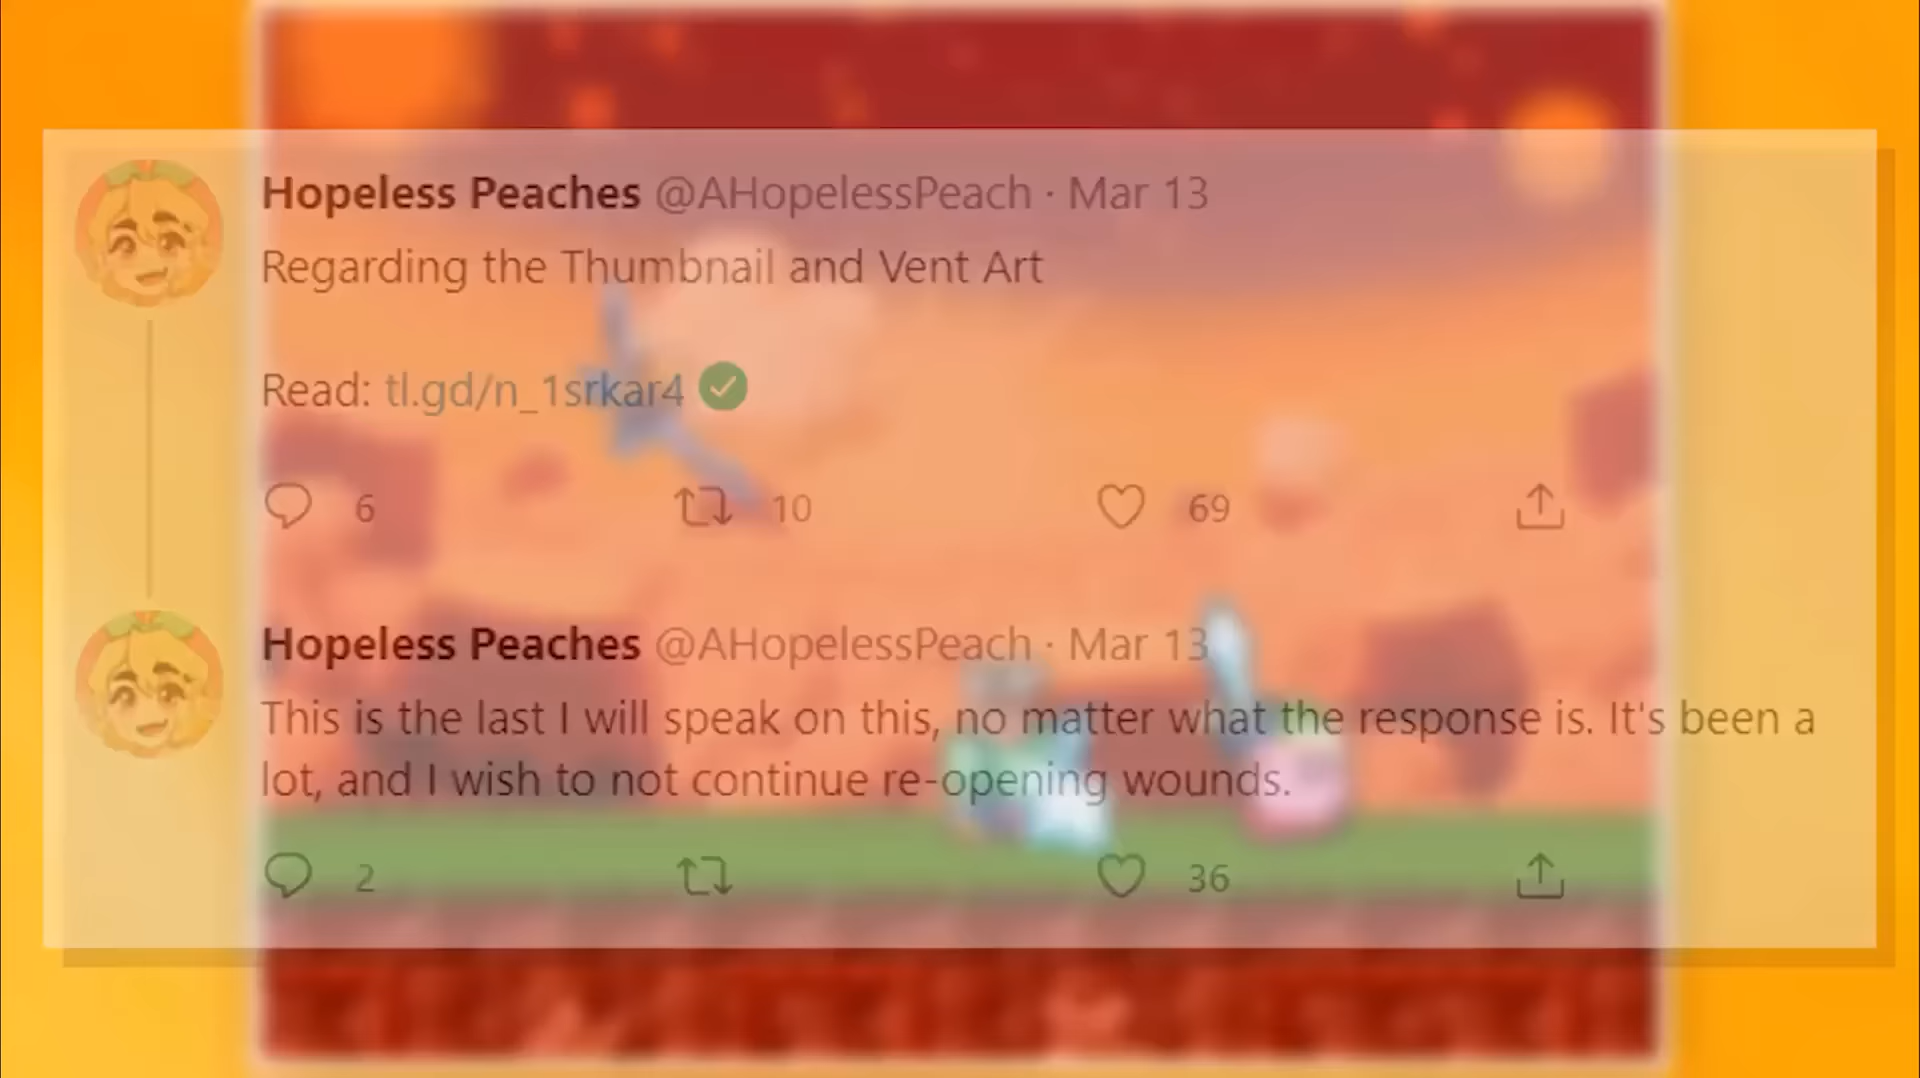 Hopeless Peaches @AHopelessPeach · Mar 13
Regarding the Thumbnail and Vent Art
Read: tl.gd/n_1srkar4
6 10 69
Hopeless Peaches @AHopelessPeach · Mar 13
This is the last I will speak on this, no matter what the response is. It's been a
lot, and I wish to not continue re-opening wounds.
2 36